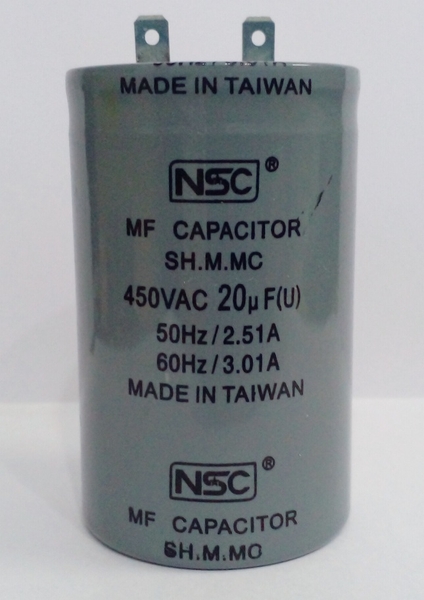 MADE IN TAIWAN
NSC ®
MF CAPACITOR
SH.M.MC
450VAC 20µF(U)
50Hz/2.51A
60Hz/3.01A
MADE IN TAIWAN
NSC ®
MF CAPACITOR
SH.M.MC